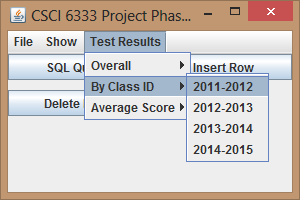 CSCI 6333 Project Phas...
File Show Test Results
SQL Qu
Insert Row
Delete
Overall
By Class ID
Average Score
2011-2012
2012-2013
2013-2014
2014-2015